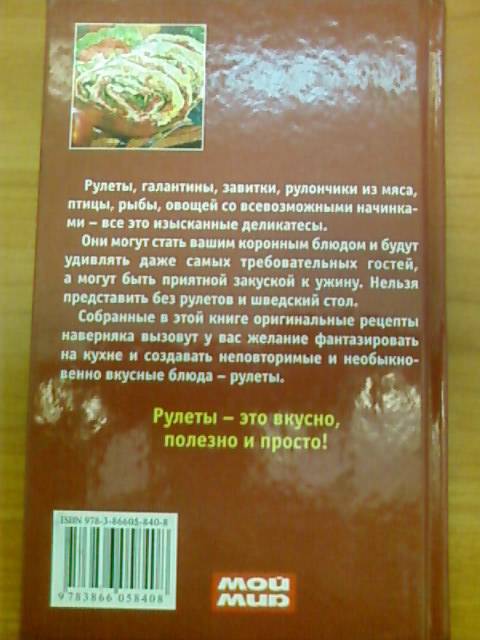 Рулеты, галантины, завитки, рулончики из мяса,
птицы, рыбы, овощей со всевозможными начинка-
ми – все это изысканные деликатесы.
Они могут стать вашим коронным блюдом и будут
удивлять даже самых требовательных гостей,
а могут быть приятной закуской к ужину. Нельзя
представить без рулетов и шведский стол.
Собранные в этой книге оригинальные рецепты
наверняка вызовут у вас желание фантазировать
на кухне и создавать неповторимые и необыкно-
венно вкусные блюда – рулеты.
Рулеты – это вкусно,
полезно и просто!
ISBN 978-3-86605-840-8
9783866058408
мой
мир